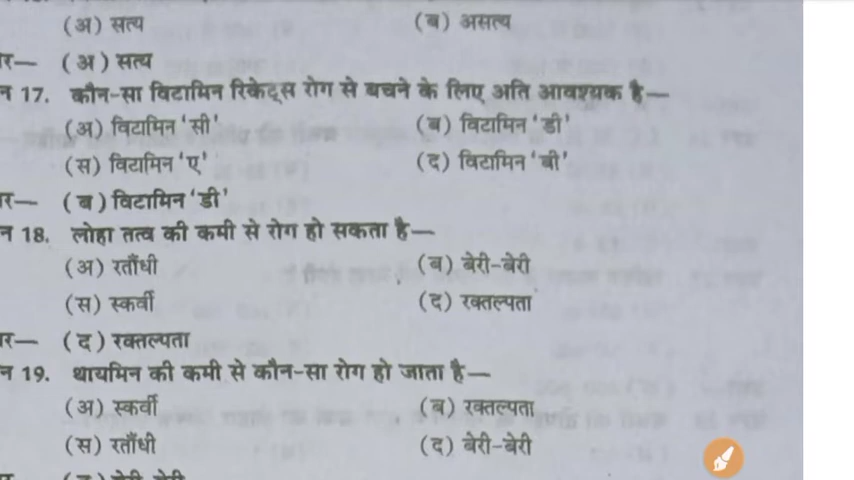 (अ) सत्य (ब) असत्य
र— (अ) सत्य
न 17. कौन-सा विटामिन रिकेट्स रोग से बचने के लिए अति आवश्यक है—
(अ) विटामिन 'सी' (ब) विटामिन 'डी'
(स) विटामिन 'ए' (द) विटामिन 'बी'
र— (ब) विटामिन 'डी'
न 18. लोहा तत्व की कमी से रोग हो सकता है—
(अ) रतौंधी (ब) बेरी-बेरी
(स) स्कर्वी (द) रक्तल्पता
र— (द) रक्तल्पता
न 19. थायमिन की कमी से कौन-सा रोग हो जाता है—
(अ) स्कर्वी (ब) रक्तल्पता
(स) रतौंधी (द) बेरी-बेरी